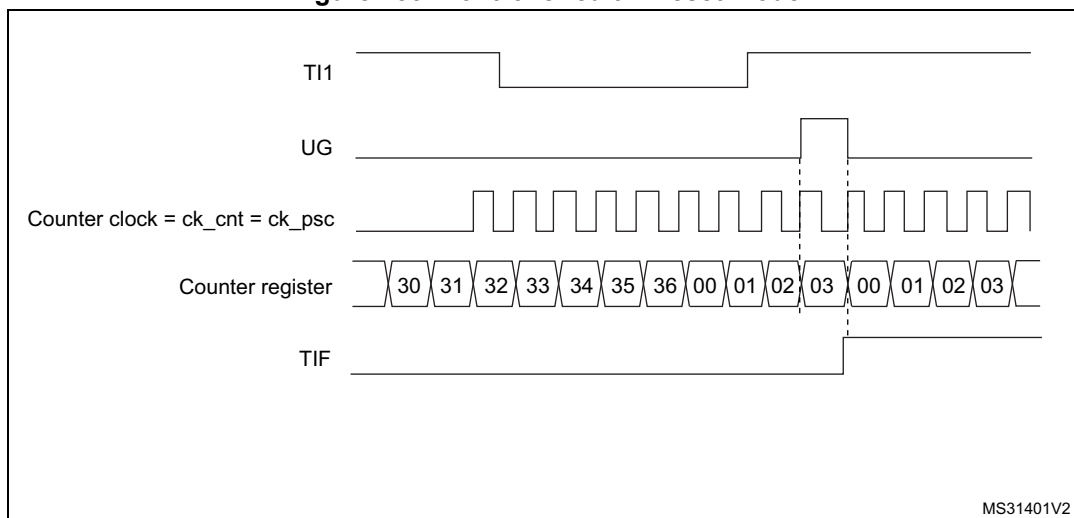 TI1
UG
Counter clock = ck_cnt = ck_psc
Counter register 30 31 32 33 34 35 36 00 01 02 03 00 01 02 03
TIF
MS31401V2